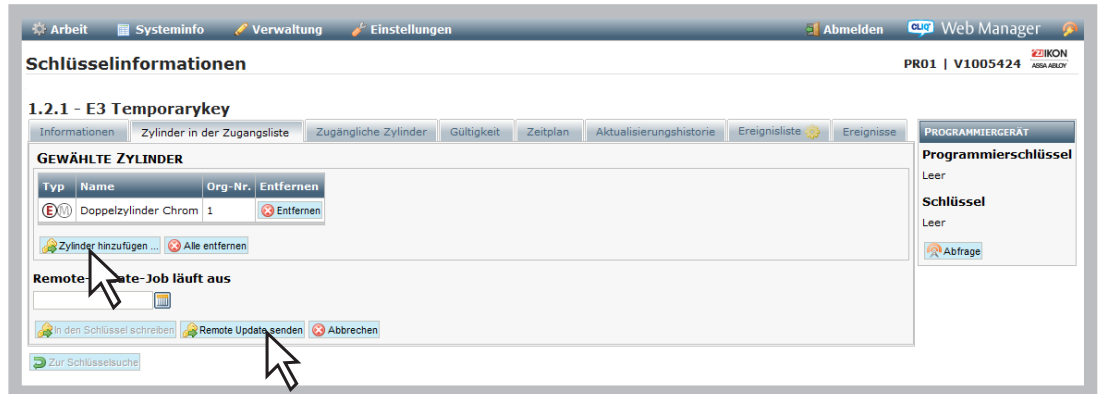 Arbeit Systeminfo Verwaltung Einstellungen Abmelden CLIQ Web Manager
Schlüsselinformationen PR01 | V1005424 IKON
ASSA ABLOY
1.2.1 - E3 Temporarykey
Informationen Zylinder in der Zugangsliste Zugängliche Zylinder Gültigkeit Zeitplan Aktualisierungshistorie Ereignisliste Ereignisse
GEWÄHLTE ZYLINDER
Typ Name Org-Nr. Entfernen
E M Doppelzylinder Chrom 1 Entfernen
Zylinder hinzufügen ... Alle entfernen
Remote- ate-Job läuft aus
In den Schlüssel schreiben Remote Update senden Abbrechen
Zur Schlüsselsuche
PROGRAMMIERGERÄT
Programmierschlüssel
Leer
Schlüssel
Leer
Abfrage